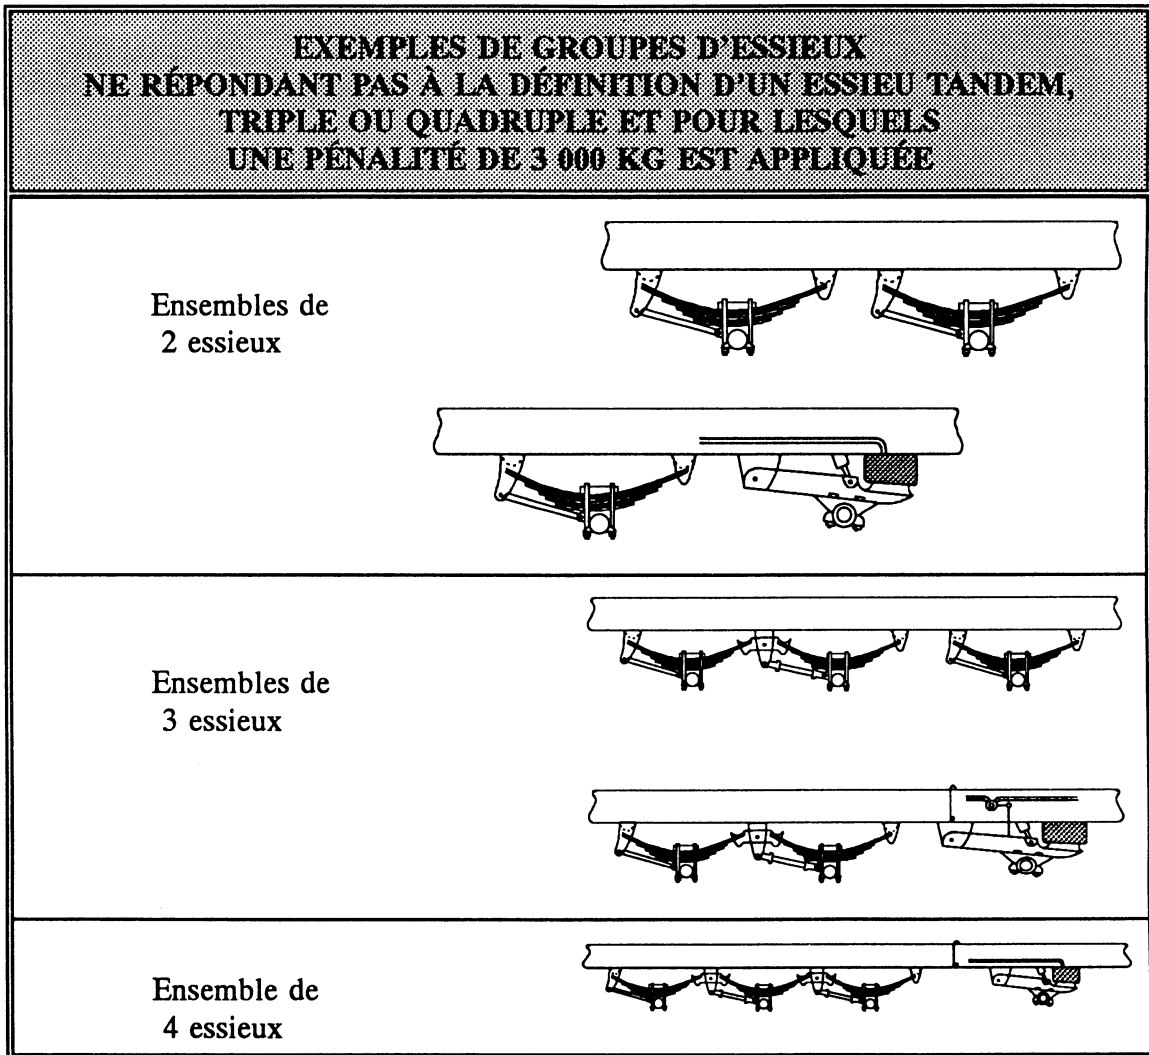 EXEMPLES DE GROUPES D'ESSIEUX
NE RÉPONDANT PAS À LA DÉFINITION D'UN ESSIEU TANDEM,
TRIPLE OU QUADRUPLE ET POUR LESQUELS
UNE PÉNALITÉ DE 3 000 KG EST APPLIQUÉE
Ensembles de
2 essieux
Ensembles de
3 essieux
Ensemble de
4 essieux